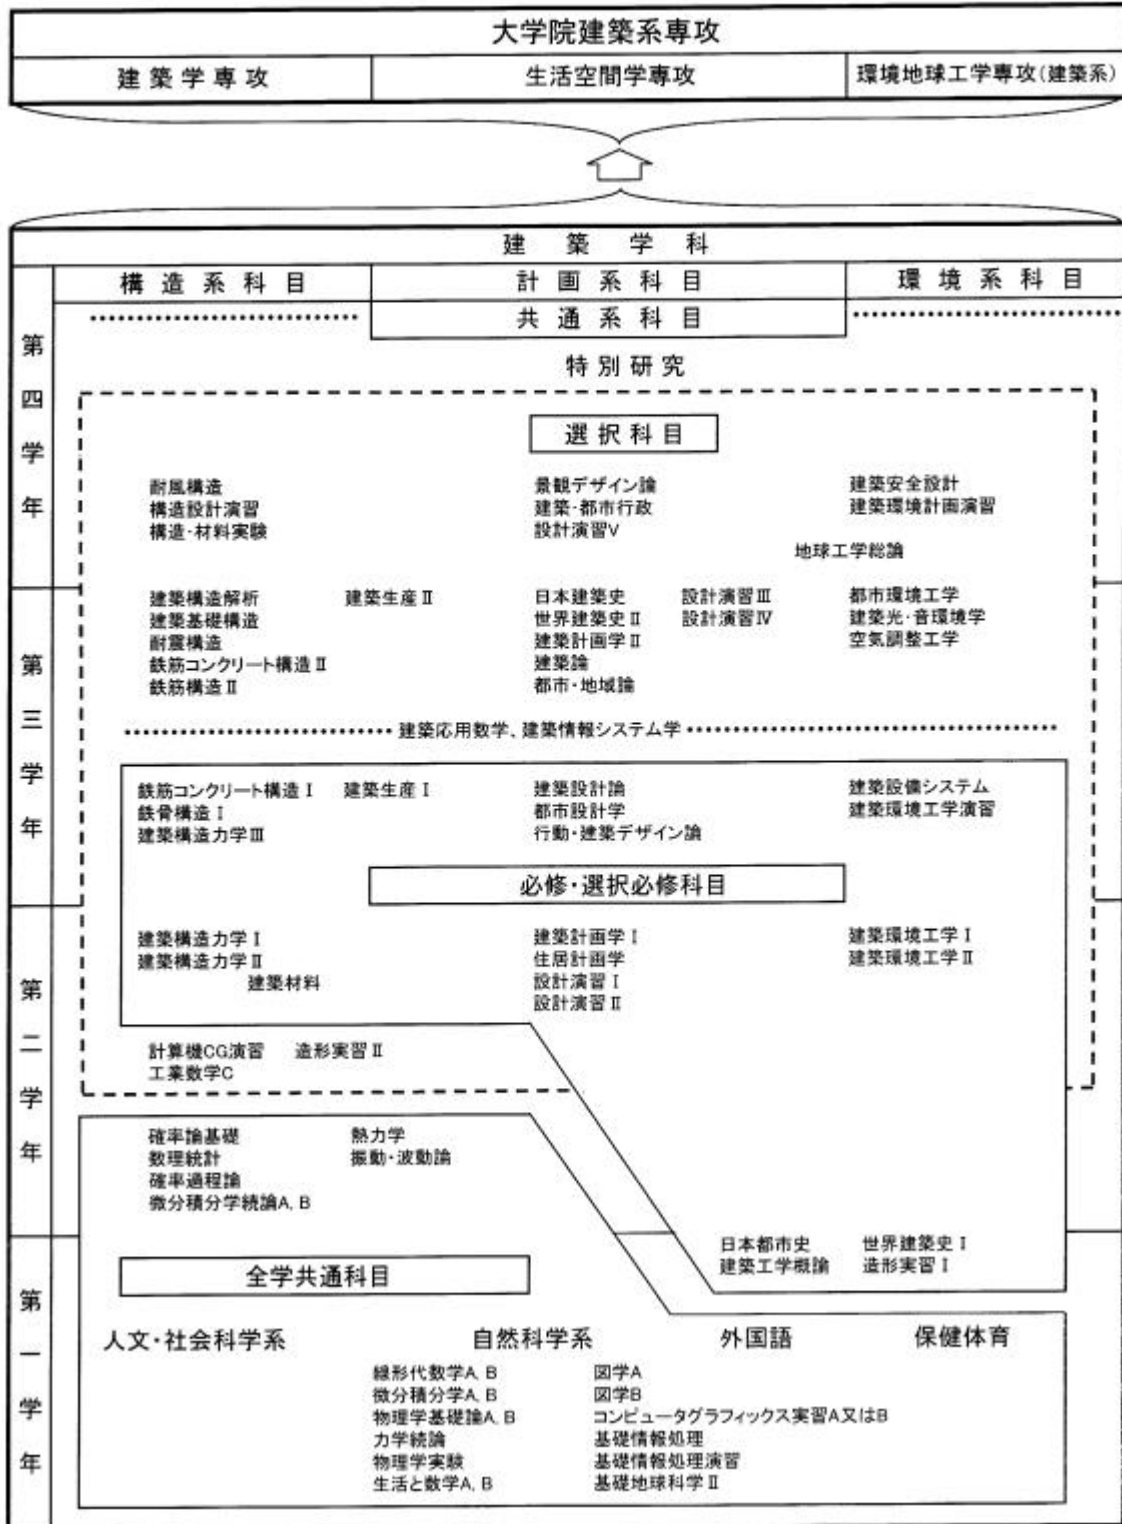 大学院建築系専攻
建築学専攻
生活空間学専攻
環境地球工学専攻(建築系)
建築学科
構造系科目
計画系科目
環境系科目
共通系科目
第四学年
特別研究
選択科目
耐風構造
構造設計演習
構造・材料実験
景観デザイン論
建築・都市行政
設計演習V
建築安全設計
建築環境計画演習
地球工学総論
第三学年
建築構造解析
建築基礎構造
耐震構造
鉄筋コンクリート構造Ⅱ
鉄筋構造Ⅱ
建築生産Ⅱ
日本建築史
世界建築史Ⅱ
建築計画学Ⅱ
建築論
都市・地域論
設計演習Ⅲ
設計演習Ⅳ
都市環境工学
建築光・音環境学
空気調整工学
建築応用数学、建築情報システム学
鉄筋コンクリート構造Ⅰ
鉄骨構造Ⅰ
建築構造力学Ⅲ
建築生産Ⅰ
建築設計論
都市設計学
行動・建築デザイン論
建築設備システム
建築環境工学演習
必修・選択必修科目
第二学年
建築構造力学Ⅰ
建築構造力学Ⅱ
建築材料
建築計画学Ⅰ
住居計画学
設計演習Ⅰ
設計演習Ⅱ
建築環境工学Ⅰ
建築環境工学Ⅱ
計算機CG演習
工業数学C
造形実習Ⅱ
確率論基礎
数理統計
確率過程論
微分積分学続論A, B
熱力学
振動・波動論
日本都市史
建築工学概論
世界建築史Ⅰ
造形実習Ⅰ
第一学年
全学共通科目
人文・社会科学系
自然科学系
外国語
保健体育
線形代数学A, B
微分積分学A, B
物理学基礎論A, B
力学続論
物理学実験
生活と数学A, B
図学A
図学B
コンピュータグラフィックス実習A又はB
基礎情報処理
基礎情報処理演習
基礎地球科学Ⅱ